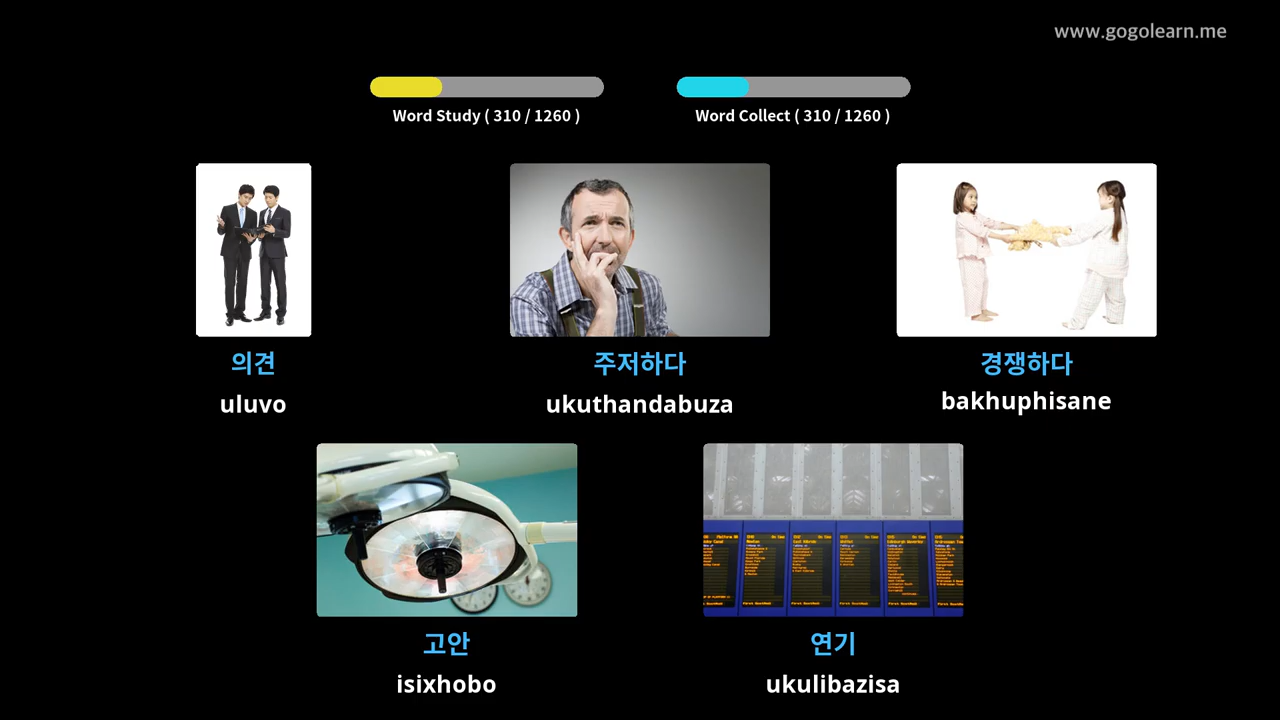 www.gogolearn.me
Word Study ( 310 / 1260 )
Word Collect ( 310 / 1260 )
의견
주저하다
경쟁하다
uluvo
ukuthandabuza
bakhuphisane
고안
연기
isixhobo
ukulibazisa